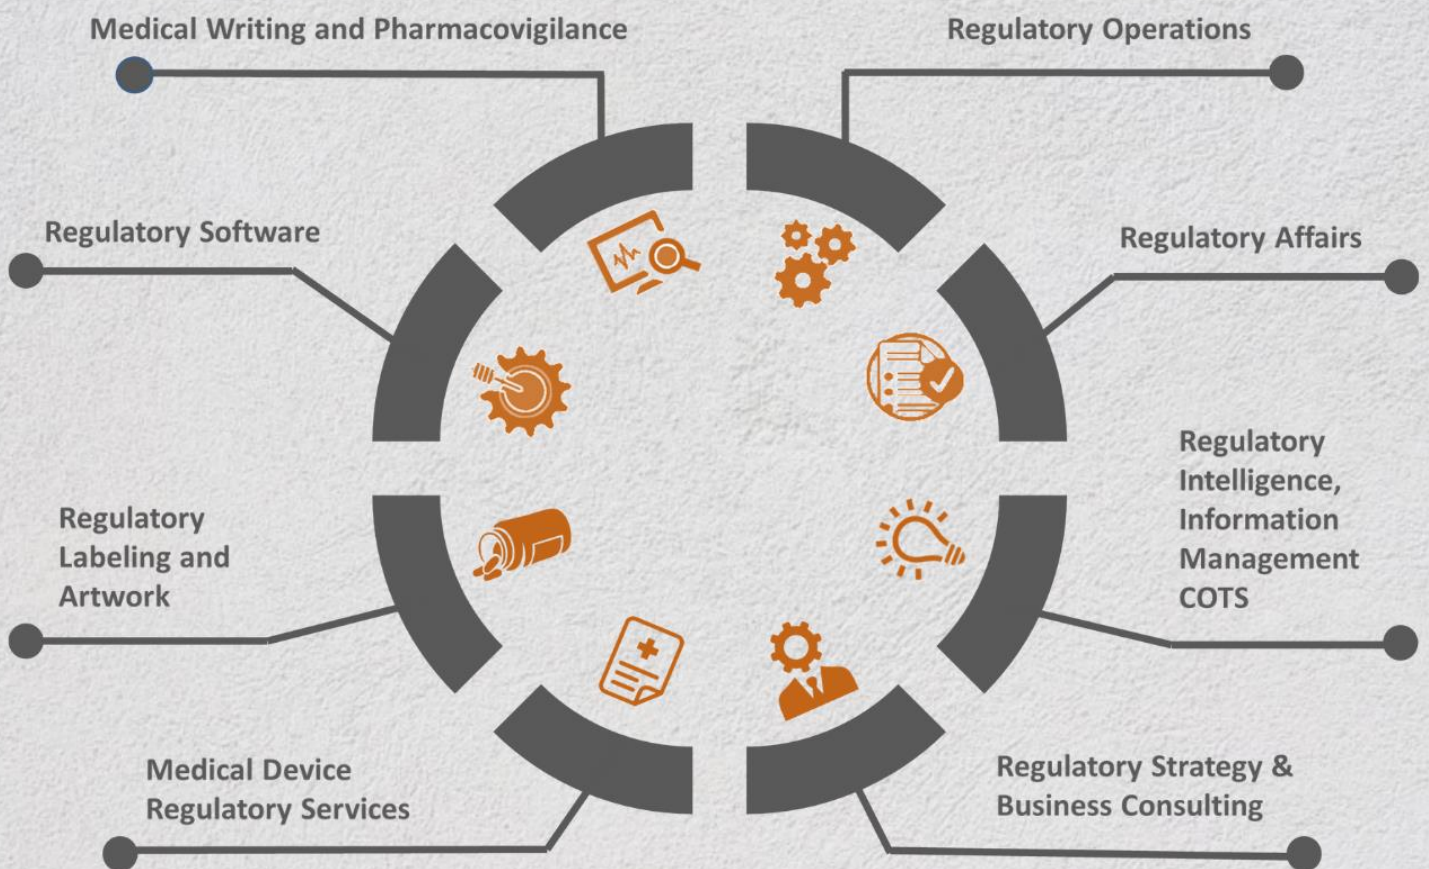 Medical Writing and Pharmacovigilance
Regulatory Operations
Regulatory Software
Regulatory Affairs
Regulatory
Intelligence,
Information
Management
COTS
Regulatory
Labeling and
Artwork
Medical Device
Regulatory Services
Regulatory Strategy &
Business Consulting